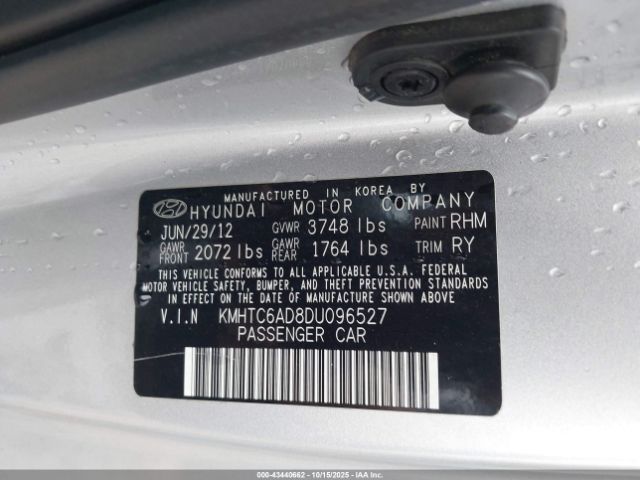 MANUFACTURED IN KOREA BY
HYUNDAI MOTOR COMPANY
JUN/29/12 GVWR 3748 lbs PAINT RHM
GAWR FRONT 2072 lbs GAWR REAR 1764 lbs TRIM RY
THIS VEHICLE CONFORMS TO ALL APPLICABLE U.S.A. FEDERAL
MOTOR VEHICLE SAFETY, BUMPER, AND THEFT PREVENTION STANDARDS
IN EFFECT ON THE DATE OF MANUFACTURE SHOWN ABOVE.
V.I.N KMHTC6AD8DU096527
PASSENGER CAR
000-43440662 - 10/15/2025 - IAAI.COM